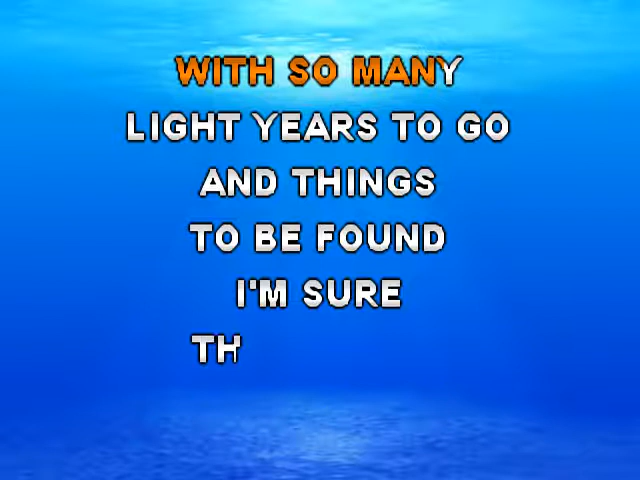 WITH SO MANY
LIGHT YEARS TO GO
AND THINGS
TO BE FOUND
I'M SURE
TH